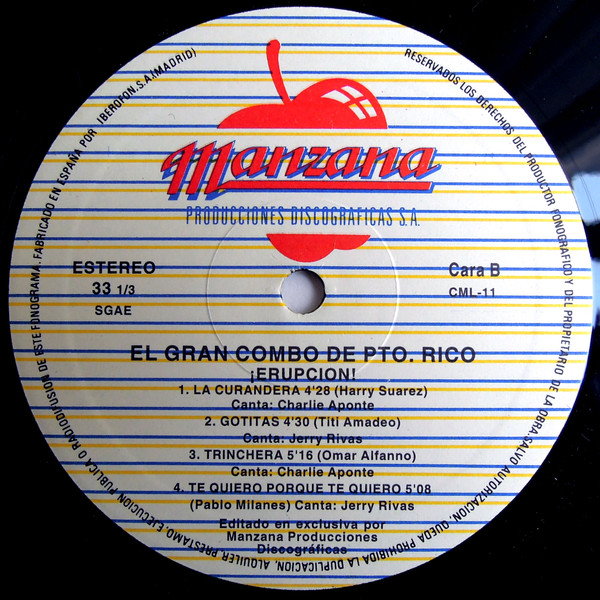 Manzana
PRODUCCIONES DISCOGRAFICAS S.A.
ESTEREO
33 1/3
SGAE
Cara B
CML-11
EL GRAN COMBO DE PTO. RICO
¡ERUPCION!
1. LA CURANDERA 4'28 (Harry Suarez)
Canta: Charlie Aponte
2. GOTITAS 4'30 (Titi Amadeo)
Canta: Jerry Rivas
3. TRINCHERA 5'16 (Omar Alfanno)
Canta: Charlie Aponte
4. TE QUIERO PORQUE TE QUIERO 5'08
(Pablo Milanes) Canta: Jerry Rivas
Editado en exclusiva por
Manzana Producciones
Discográficas
RESERVADOS LOS DERECHOS DEL PRODUCTOR FONOGRAFICO Y DEL PROPIETARIO DE LA OBRA. SALVO AUTORIZACION, QUEDA PROHIBIDA LA DUPLICACION, ALQUILER PRESTAMO, EJECUCION PUBLICA O RADIODIFUSION DE ESTE FONOGRAMA. FABRICADO EN ESPAÑA POR IBEROFON,S.A.(MADRID)